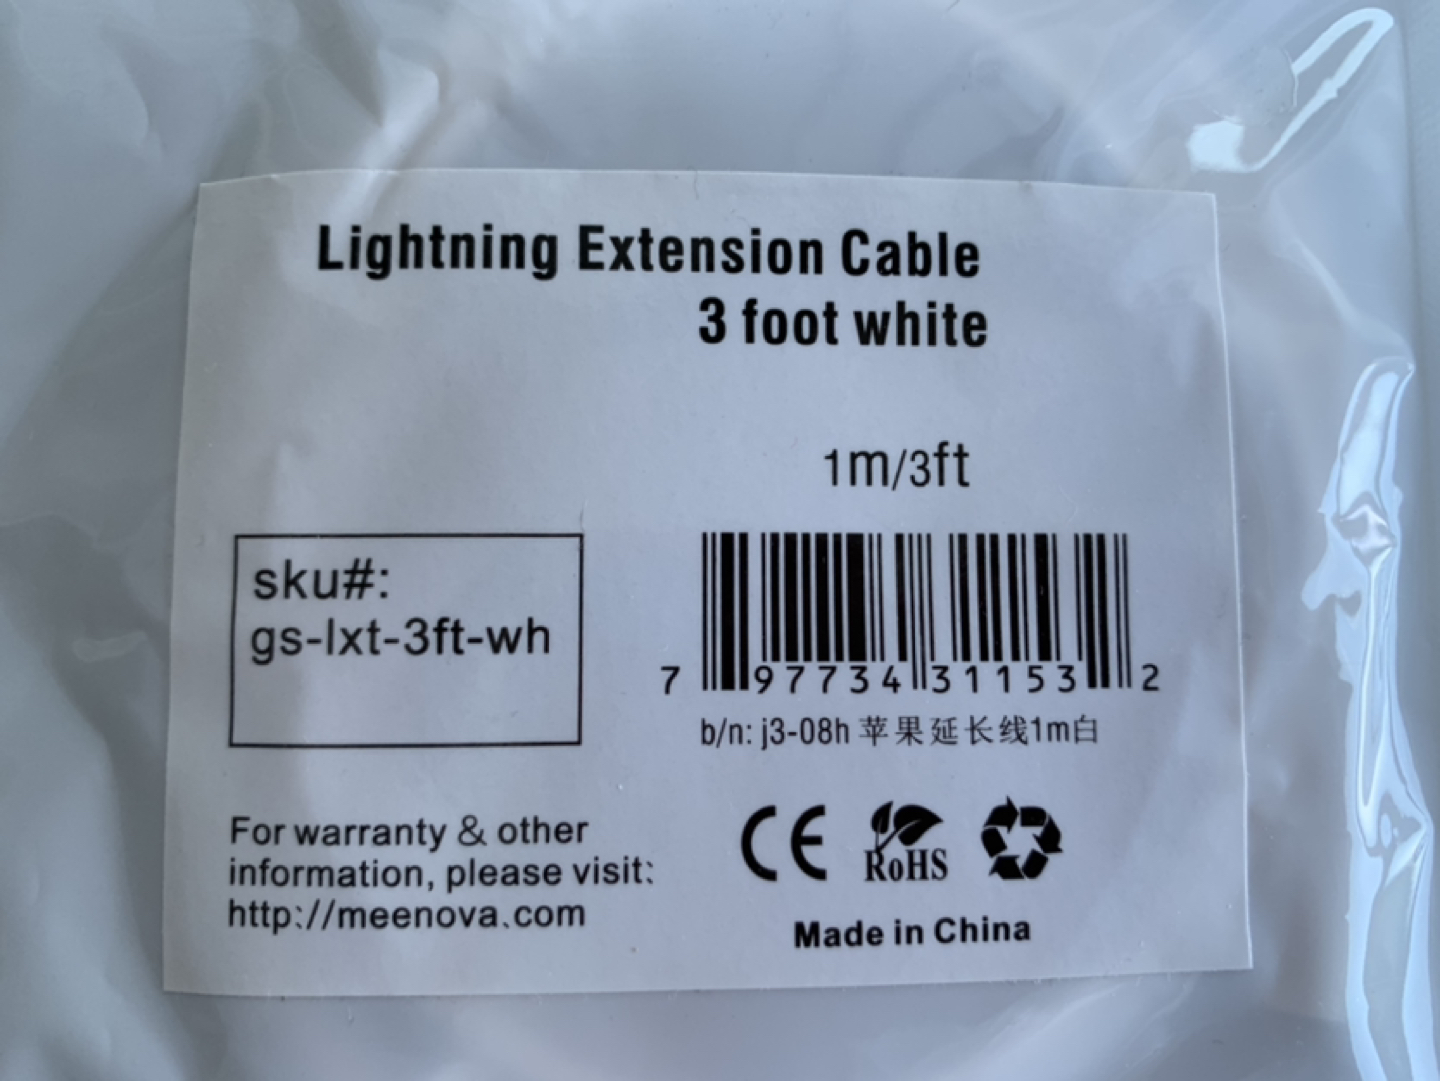 Lightning Extension Cable
3 foot white
1m/3ft
sku#:
gs-lxt-3ft-wh
7 97734 31153 2
b/n: j3-08h 苹果延长线1m白
For warranty & other
information, please visit:
http://meenova.com
CE RoHS
Made in China